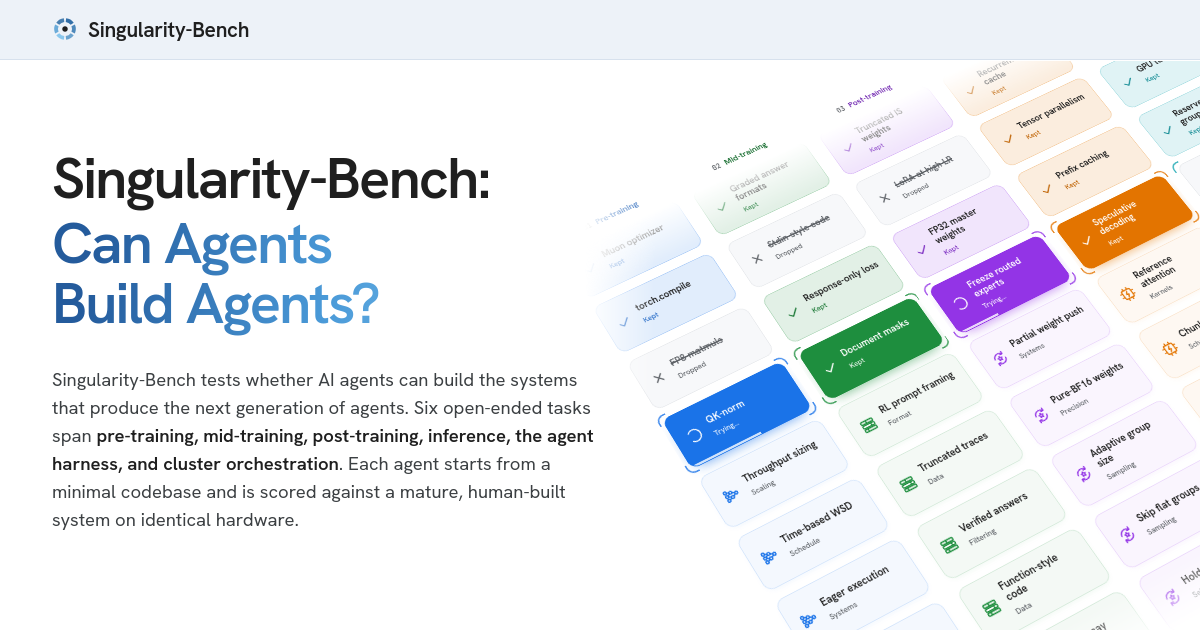 Singularity-Bench
Singularity-Bench:
Can Agents
Build Agents?
Singularity-Bench tests whether AI agents can build the systems
that produce the next generation of agents. Six open-ended tasks
span pre-training, mid-training, post-training, inference, the agent
harness, and cluster orchestration. Each agent starts from a
minimal codebase and is scored against a mature, human-built
system on identical hardware.
Pre-training
Muon optimizer
Kept
torch.compile
Kept
FP8 matmuls
Dropped
QK-norm
Trying...
Throughput sizing
Scaling
Time-based WSD
Schedule
Eager execution
Systems
02 Mid-training
Graded answer
formats
Kept
Stdin-style code
Dropped
Response-only loss
Kept
Document masks
Kept
RL prompt framing
Format
Truncated traces
Data
Verified answers
Filtering
Function-style
code
Data
03 Post-training
Truncated IS
weights
Kept
LoRA at high LR
Dropped
FP32 master
weights
Kept
Freeze routed
experts
Trying...
Partial weight push
Systems
Pure-BF16 weights
Precision
Adaptive group
size
Sampling
Skip flat groups
Sampling
cache
Kept
Tensor parallelism
Kept
Prefix caching
Kept
Speculative
decoding
Kept
Reference
attention
Kernels
GPU
Kept
Kept